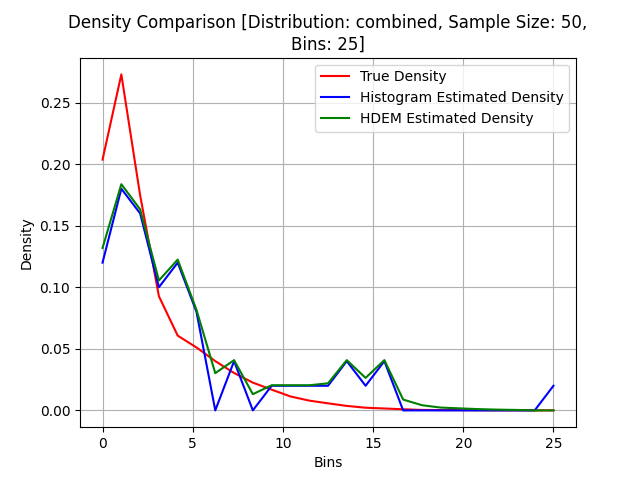 Density Comparison [Distribution: combined, Sample Size: 50,
Bins: 25]
True Density
Histogram Estimated Density
HDEM Estimated Density
Density
0.25
0.20
0.15
0.10
0.05
0.00
0 5 10 15 20 25
Bins